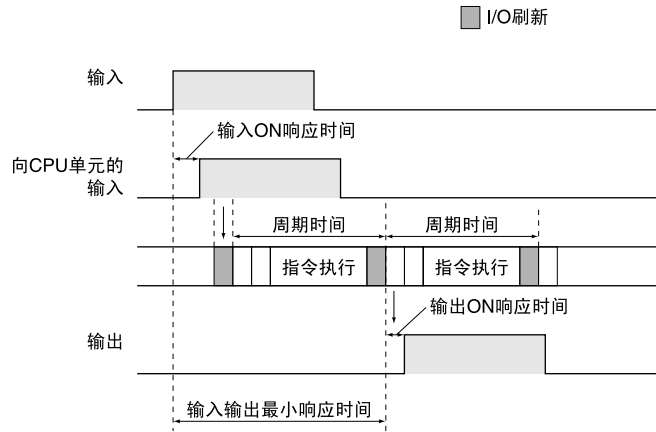 I/O刷新
输入
输入ON响应时间
向CPU单元的
输入
周期时间
周期时间
指令执行
指令执行
输出ON响应时间
输出
输入输出最小响应时间